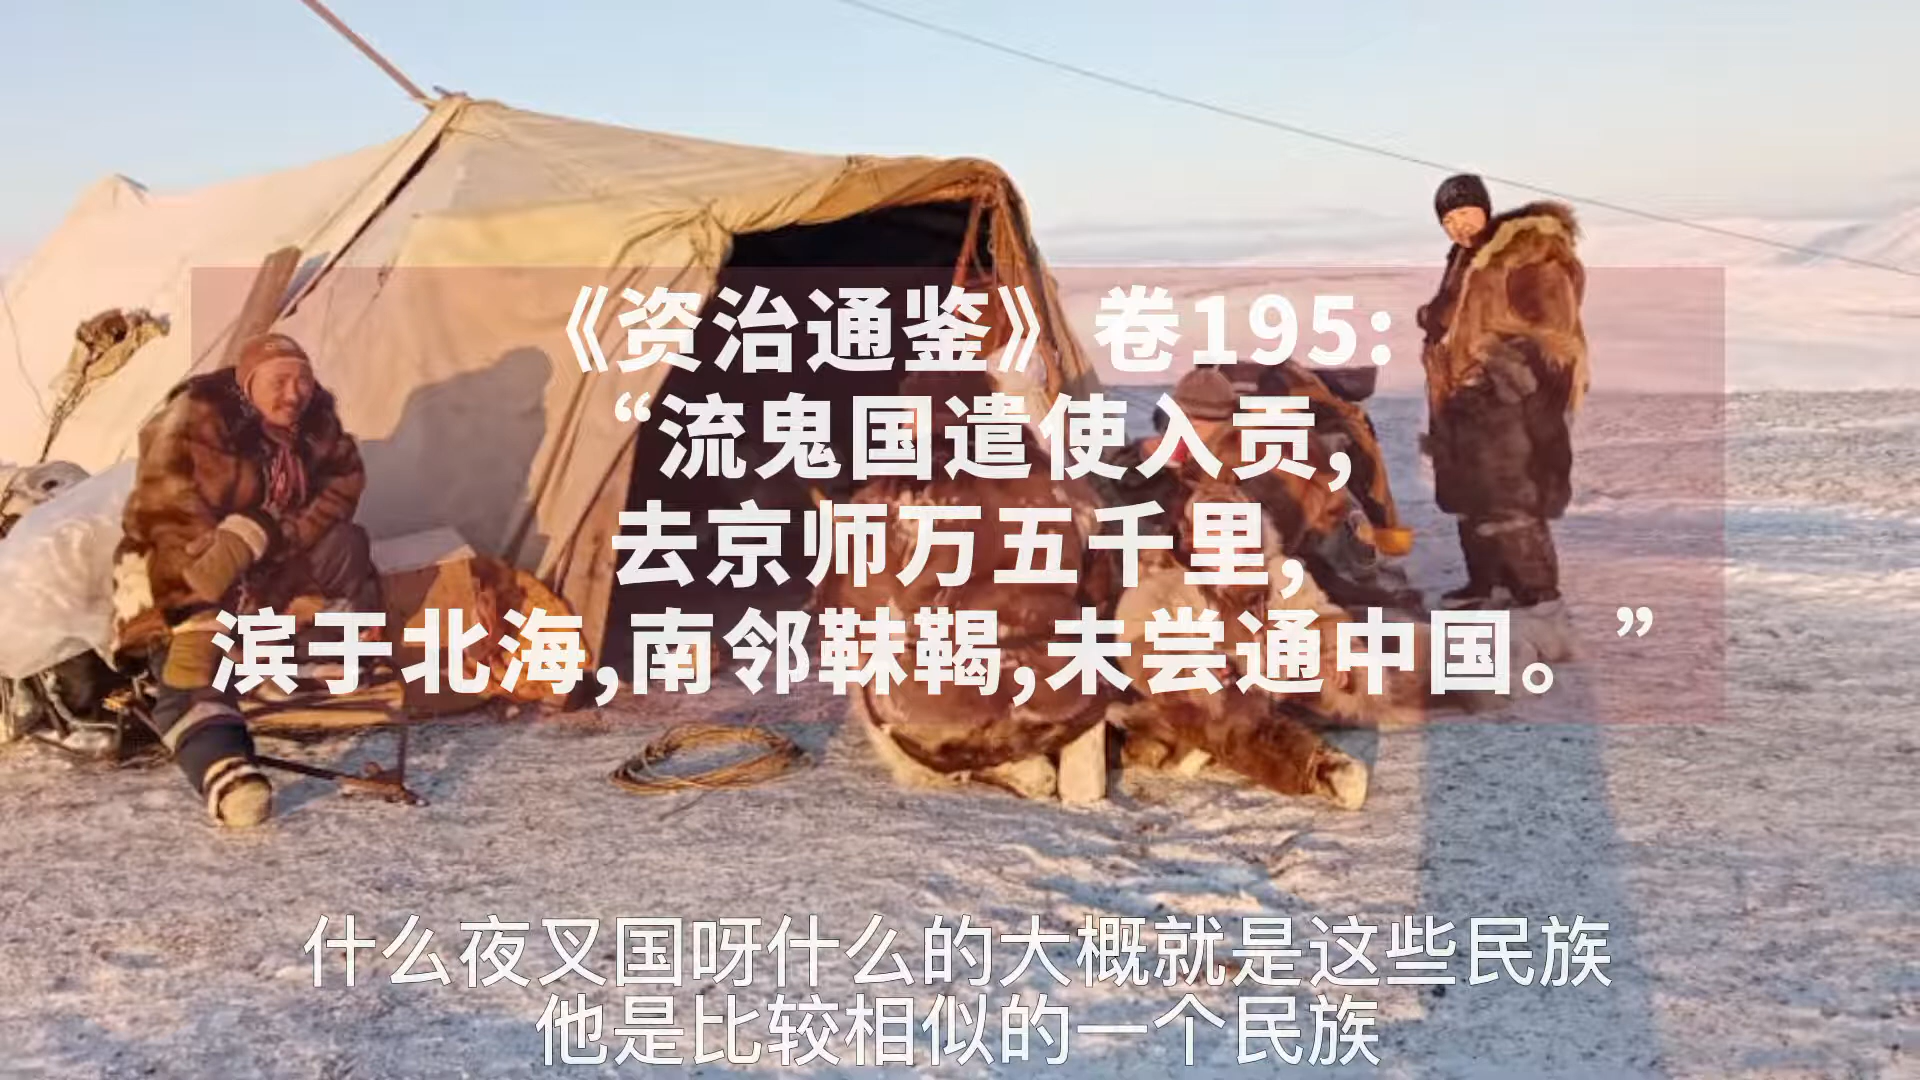 《资治通鉴》卷195:
“流鬼国遣使入贡,
去京师万五千里,
滨于北海,南邻靺鞨,未尝通中国。”
什么夜叉国呀什么的大概就是这些民族
他是比较相似的一个民族